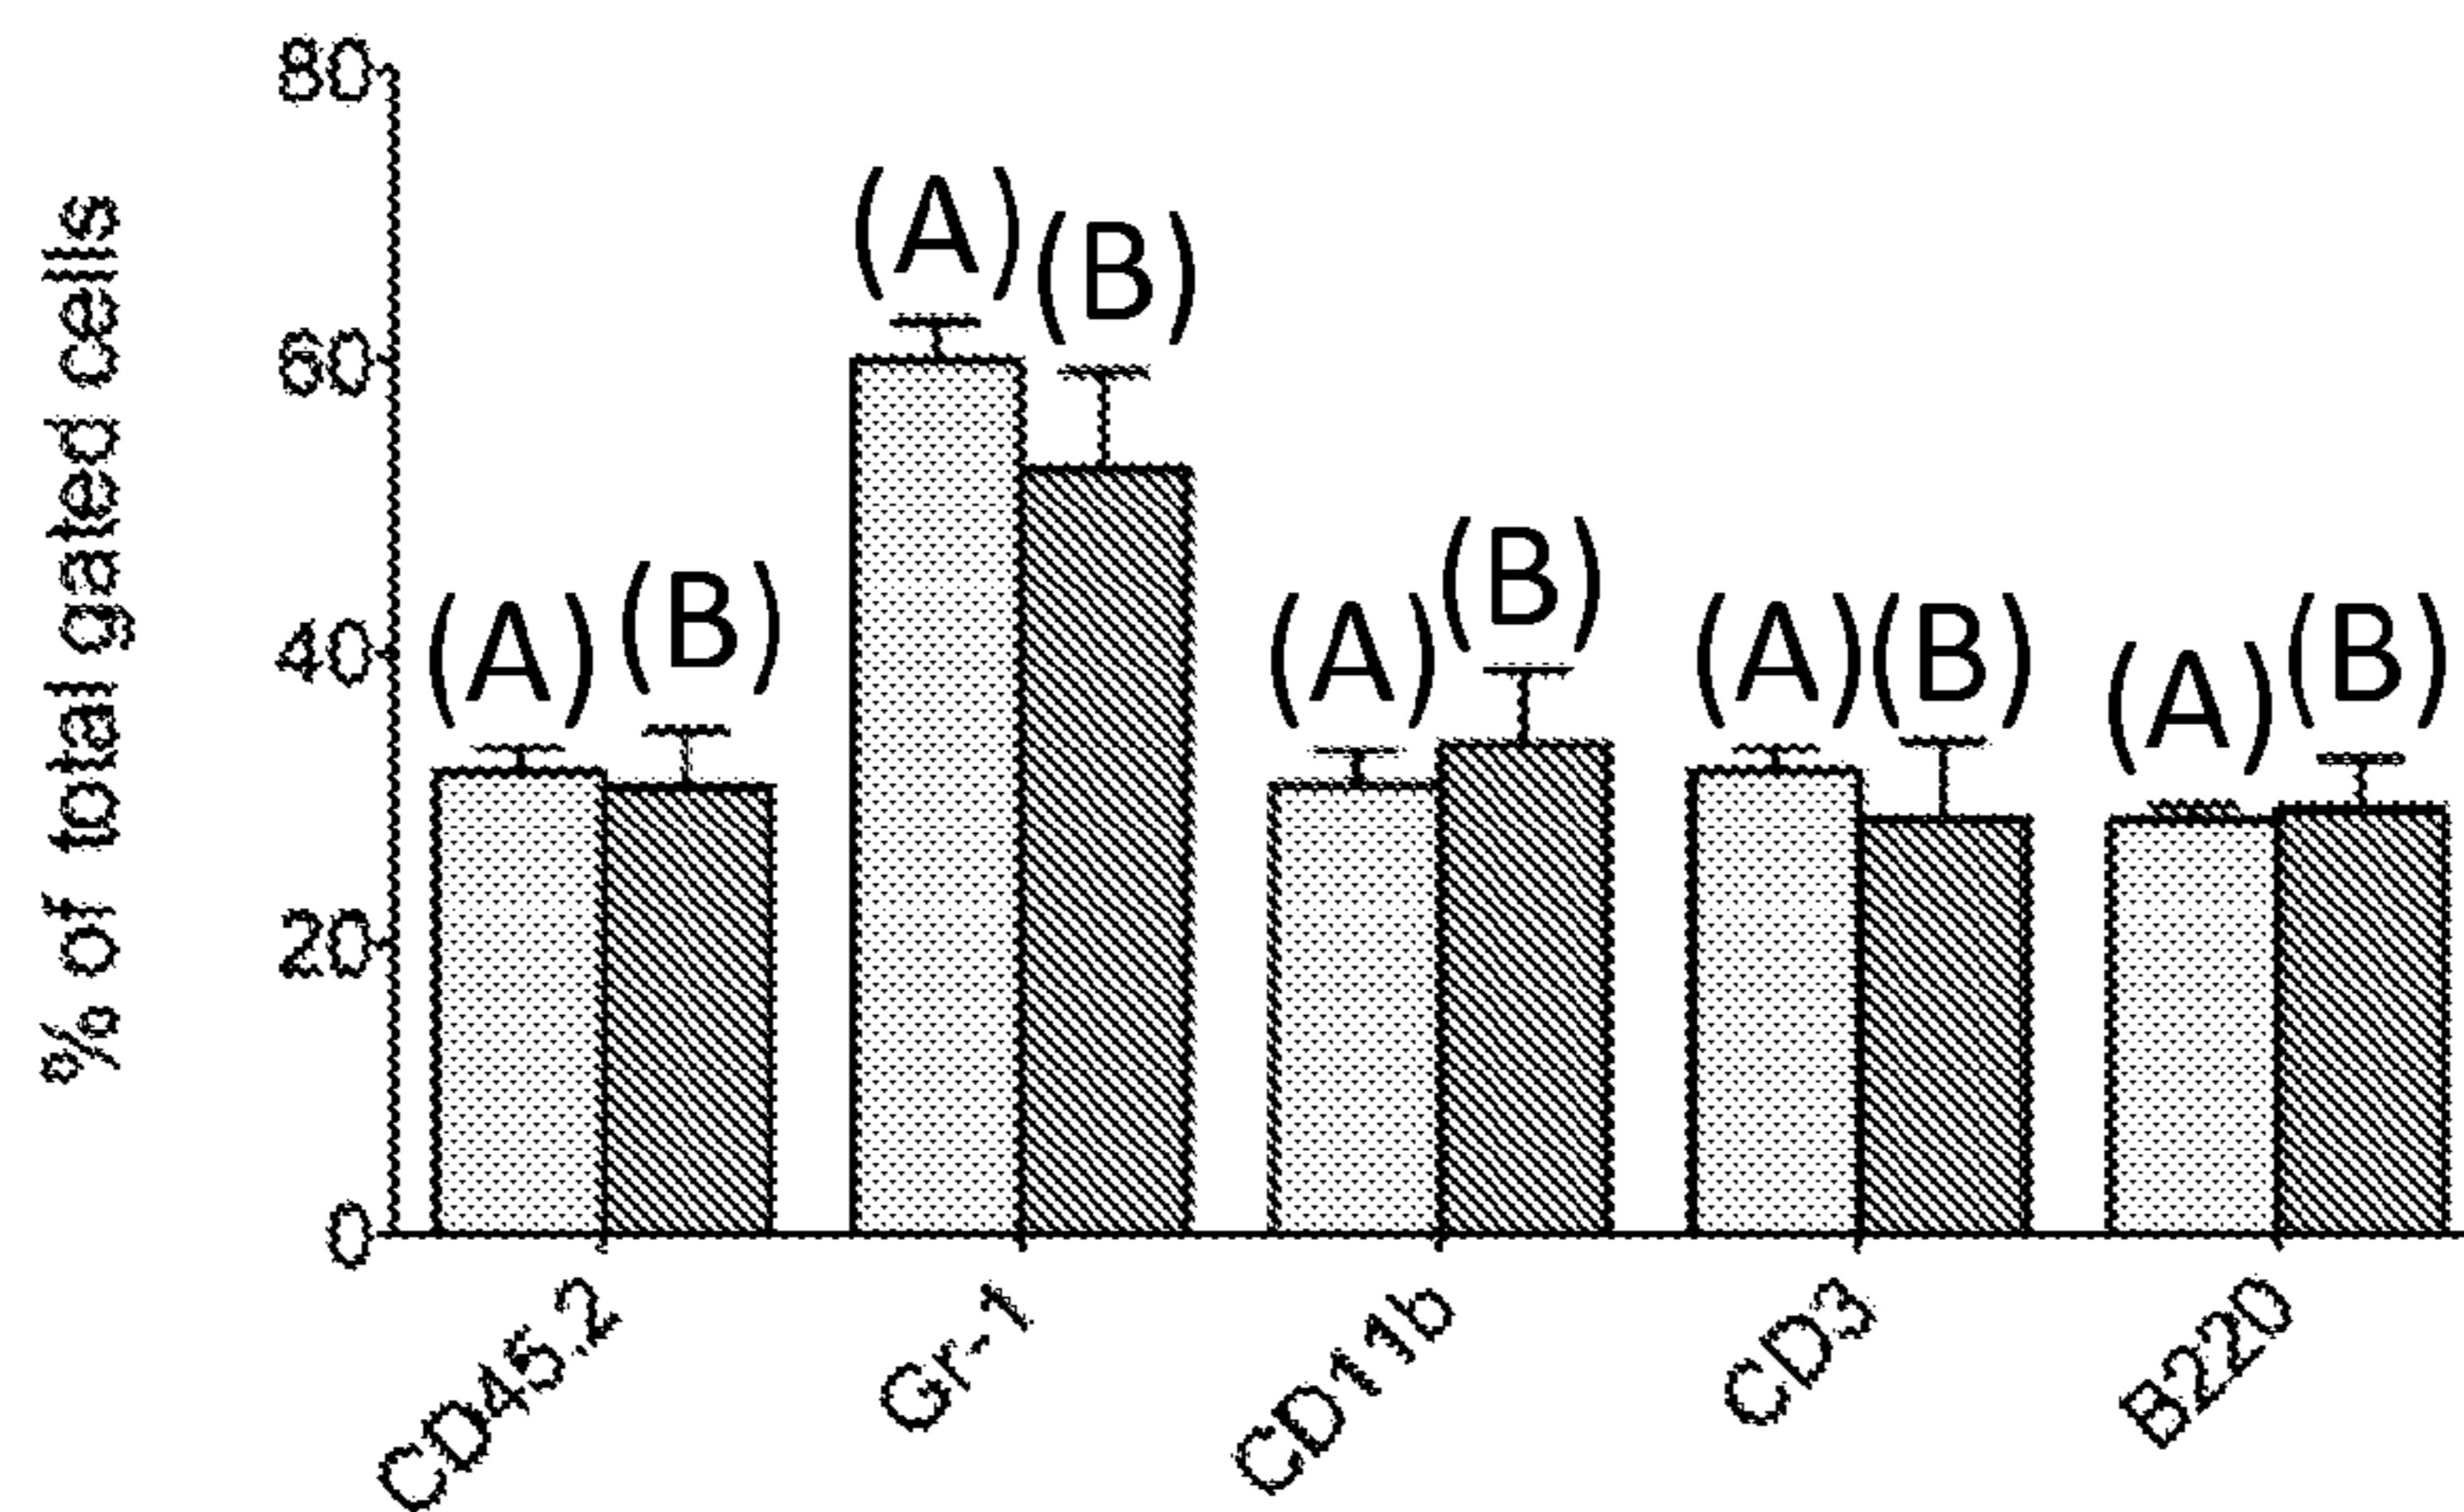 % of total gated cells
80
60
40
20
0
(A) (B)
(A) (B)
(A) (B)
(A) (B)
(A) (B)
CD45.2
Gr-1
CD11b
CD3
B220